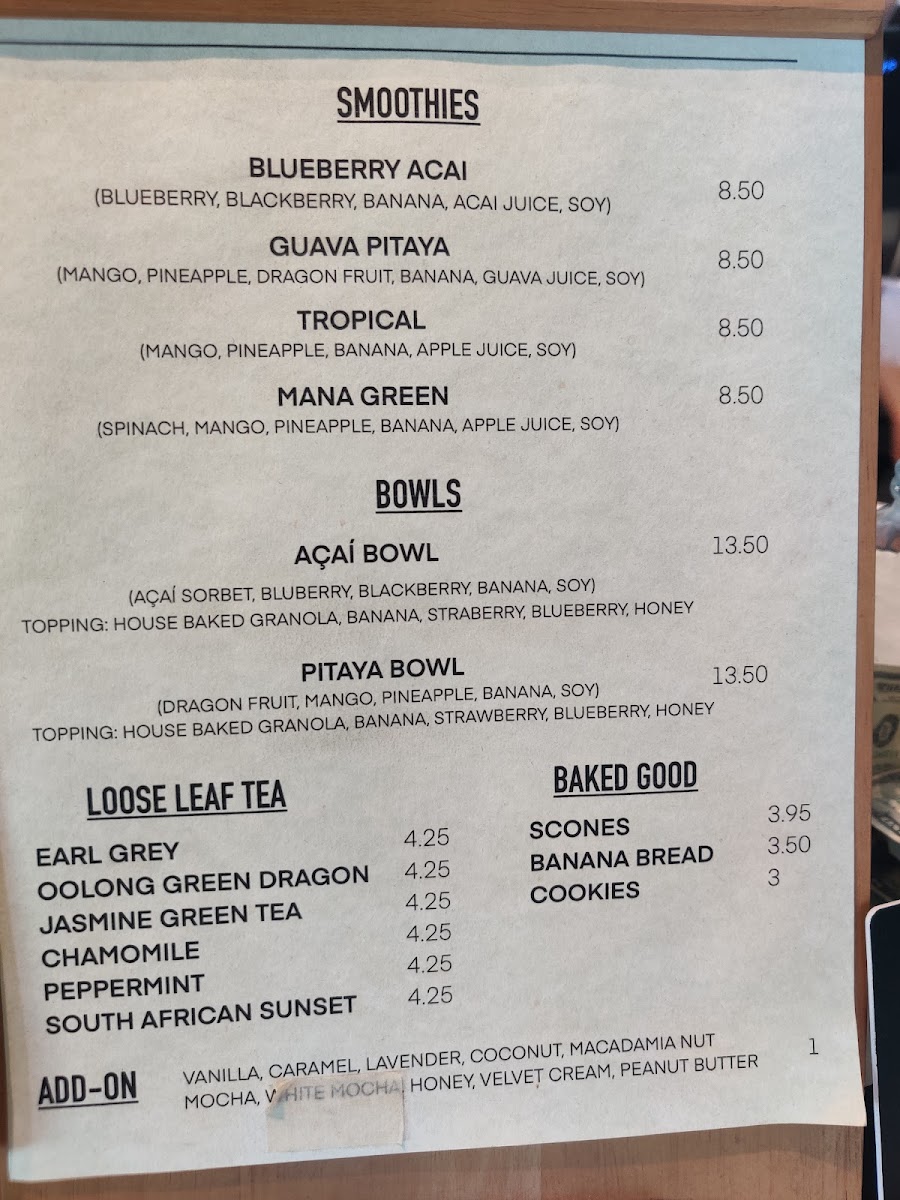 SMOOTHIES
BLUEBERRY ACAI
(BLUEBERRY, BLACKBERRY, BANANA, ACAI JUICE, SOY) 8.50
GUAVA PITAYA
(MANGO, PINEAPPLE, DRAGON FRUIT, BANANA, GUAVA JUICE, SOY) 8.50
TROPICAL
(MANGO, PINEAPPLE, BANANA, APPLE JUICE, SOY) 8.50
MANA GREEN 8.50
(SPINACH, MANGO, PINEAPPLE, BANANA, APPLE JUICE, SOY)
BOWLS
AÇAÍ BOWL 13.50
(AÇAÍ SORBET, BLUBERRY, BLACKBERRY, BANANA, SOY)
TOPPING: HOUSE BAKED GRANOLA, BANANA, STRABERRY, BLUEBERRY, HONEY
PITAYA BOWL 13.50
(DRAGON FRUIT, MANGO, PINEAPPLE, BANANA, SOY)
TOPPING: HOUSE BAKED GRANOLA, BANANA, STRAWBERRY, BLUEBERRY, HONEY
LOOSE LEAF TEA
EARL GREY 4.25
OOLONG GREEN DRAGON 4.25
JASMINE GREEN TEA 4.25
CHAMOMILE 4.25
PEPPERMINT 4.25
SOUTH AFRICAN SUNSET 4.25
BAKED GOOD
SCONES 3.95
BANANA BREAD 3.50
COOKIES 3
ADD-ON
VANILLA, CARAMEL, LAVENDER, COCONUT, MACADAMIA NUT 1
MOCHA, WHITE MOCHA, HONEY, VELVET CREAM, PEANUT BUTTER